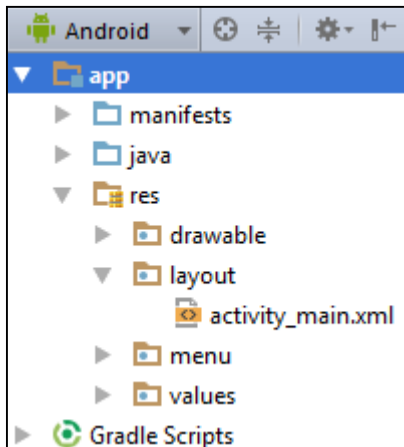 Android
app
manifests
java
res
drawable
layout
activity_main.xml
menu
values
Gradle Scripts